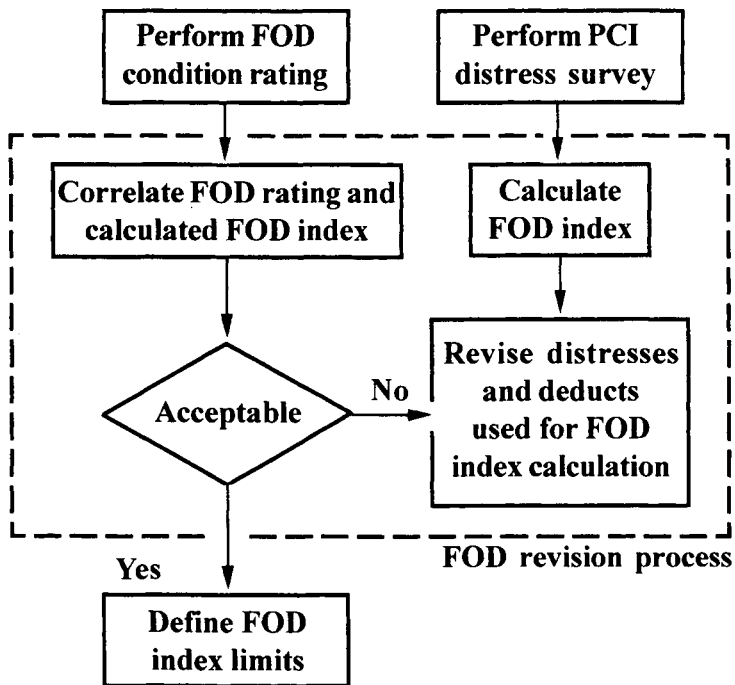 Perform FOD
condition rating
Perform PCI
distress survey
Correlate FOD rating and
calculated FOD index
Calculate
FOD index
Acceptable
No
Revise distresses
and deducts
used for FOD
index calculation
Yes
FOD revision process
Define FOD
index limits